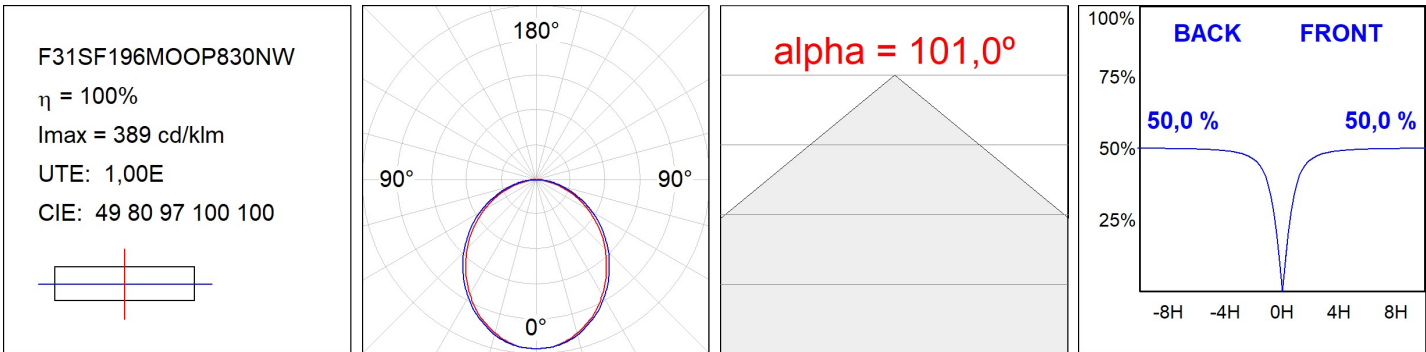 F31SF196MOOP830NW
η = 100%
Imax = 389 cd/klm
UTE: 1,00E
CIE: 49 80 97 100 100
180°
90° 90°
0°
alpha = 101,0º
100%
BACK FRONT
75%
50,0 % 50,0 %
50%
25%
-8H -4H 0H 4H 8H